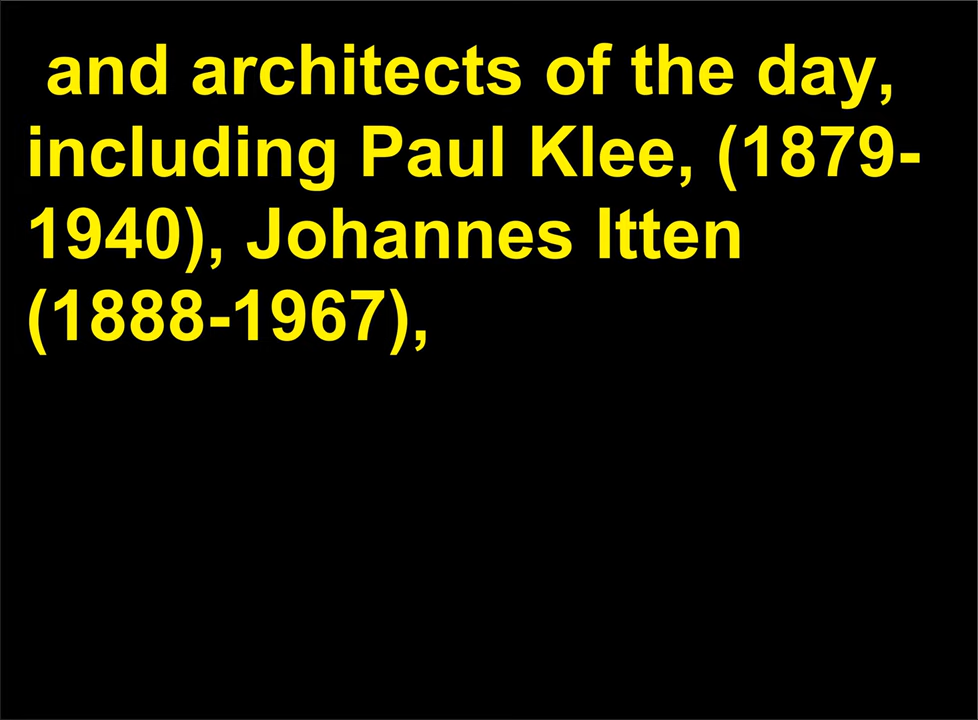 and architects of the day,
including Paul Klee, (1879-
1940), Johannes Itten
(1888-1967),